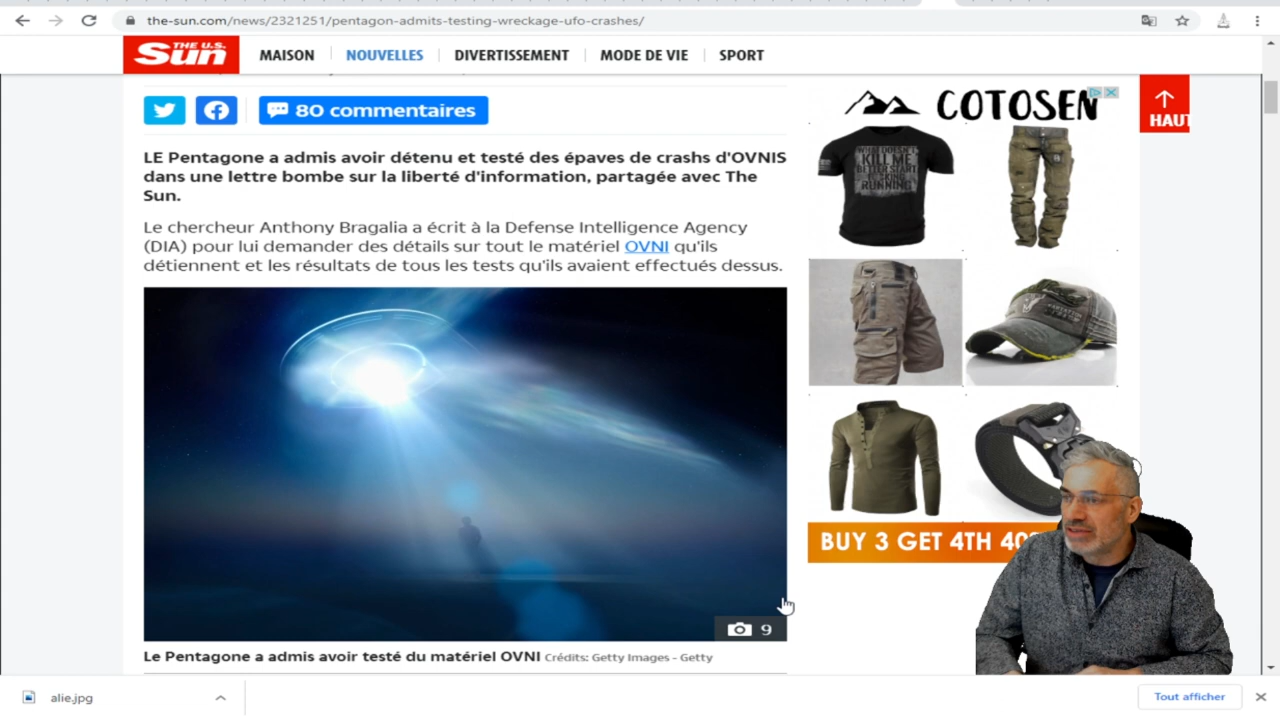 the-sun.com/news/2321251/pentagon-admits-testing-wreckage-ufo-crashes/
THE U.S.
Sun
MAISON
NOUVELLES
DIVERTISSEMENT
MODE DE VIE
SPORT
80 commentaires
LE Pentagone a admis avoir détenu et testé des épaves de crashs d'OVNIS
dans une lettre bombe sur la liberté d'information, partagée avec The
Sun.
Le chercheur Anthony Bragalia a écrit à la Defense Intelligence Agency
(DIA) pour lui demander des détails sur tout le matériel OVNI qu'ils
détiennent et les résultats de tous les tests qu'ils avaient effectués dessus.
9
Le Pentagone a admis avoir testé du matériel OVNI Crédits: Getty Images - Getty
COTOSEN
KILL ME
BETTER START
RUNNING
BUY 3 GET 4TH
HAUT
alie.jpg
Tout afficher